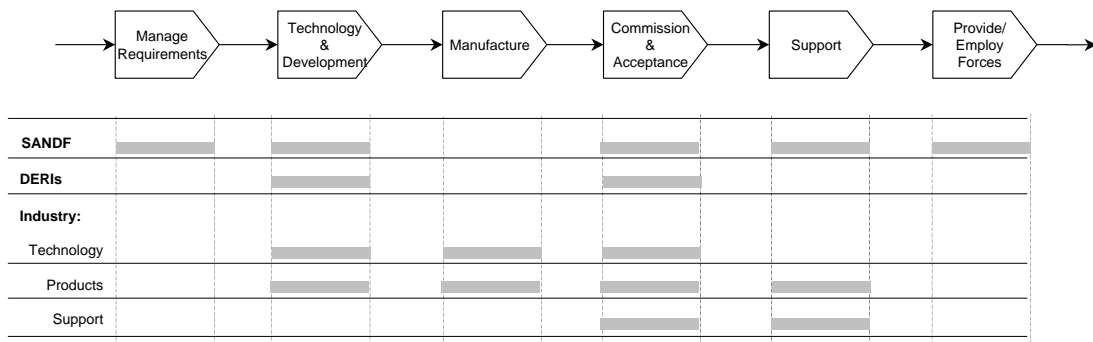 Manage
Requirements
Technology
&
Development
Manufacture
Commission
&
Acceptance
Support
Provide/
Employ
Forces
SANDF
DERIs
Industry:
Technology
Products
Support